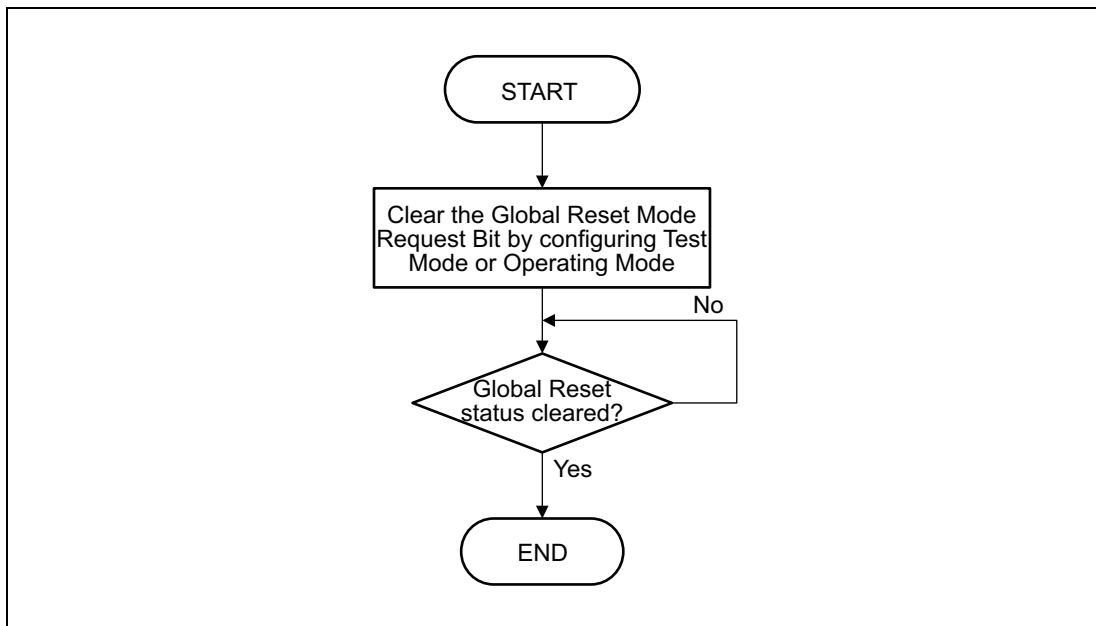 START
Clear the Global Reset Mode
Request Bit by configuring Test
Mode or Operating Mode
No
Global Reset
status cleared?
Yes
END